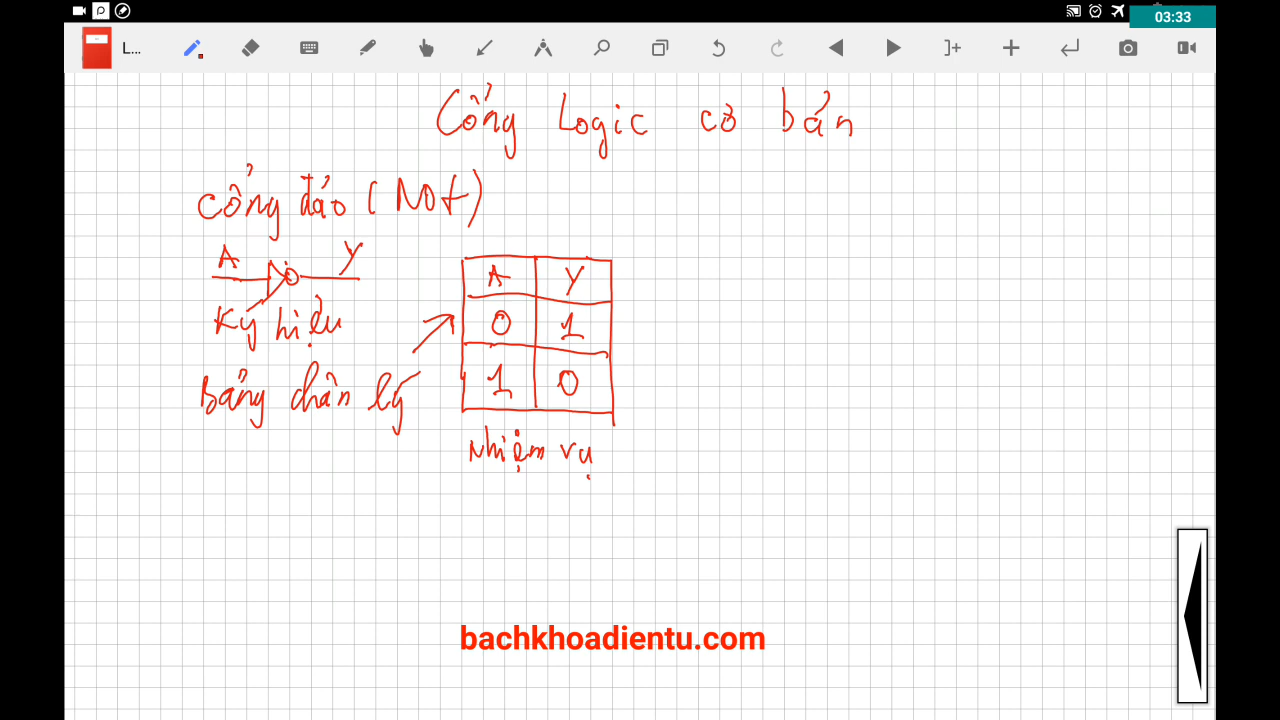 03:33
L...
Cổng Logic cơ bản
cổng đảo (Not)
A Y
Ký hiệu
A Y
0 1
1 0
Bảng chân lý
Nhiệm vụ
bachkhoadientu.com